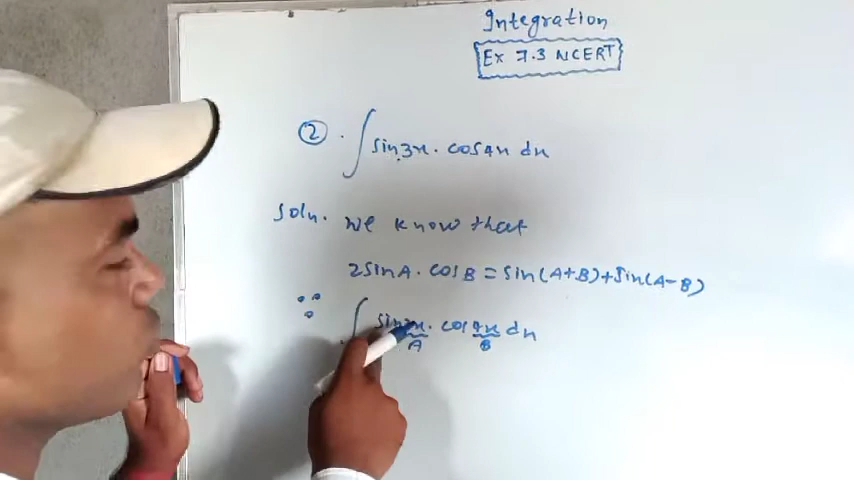 Integration
Ex 7.3 NCERT
② . ∫ sin3x. cos4x dx
Soln. We know that
2SinA. cosB = Sin(A+B)+Sin(A-B)
∴ ∫ sin3x. cos4x dx
A B